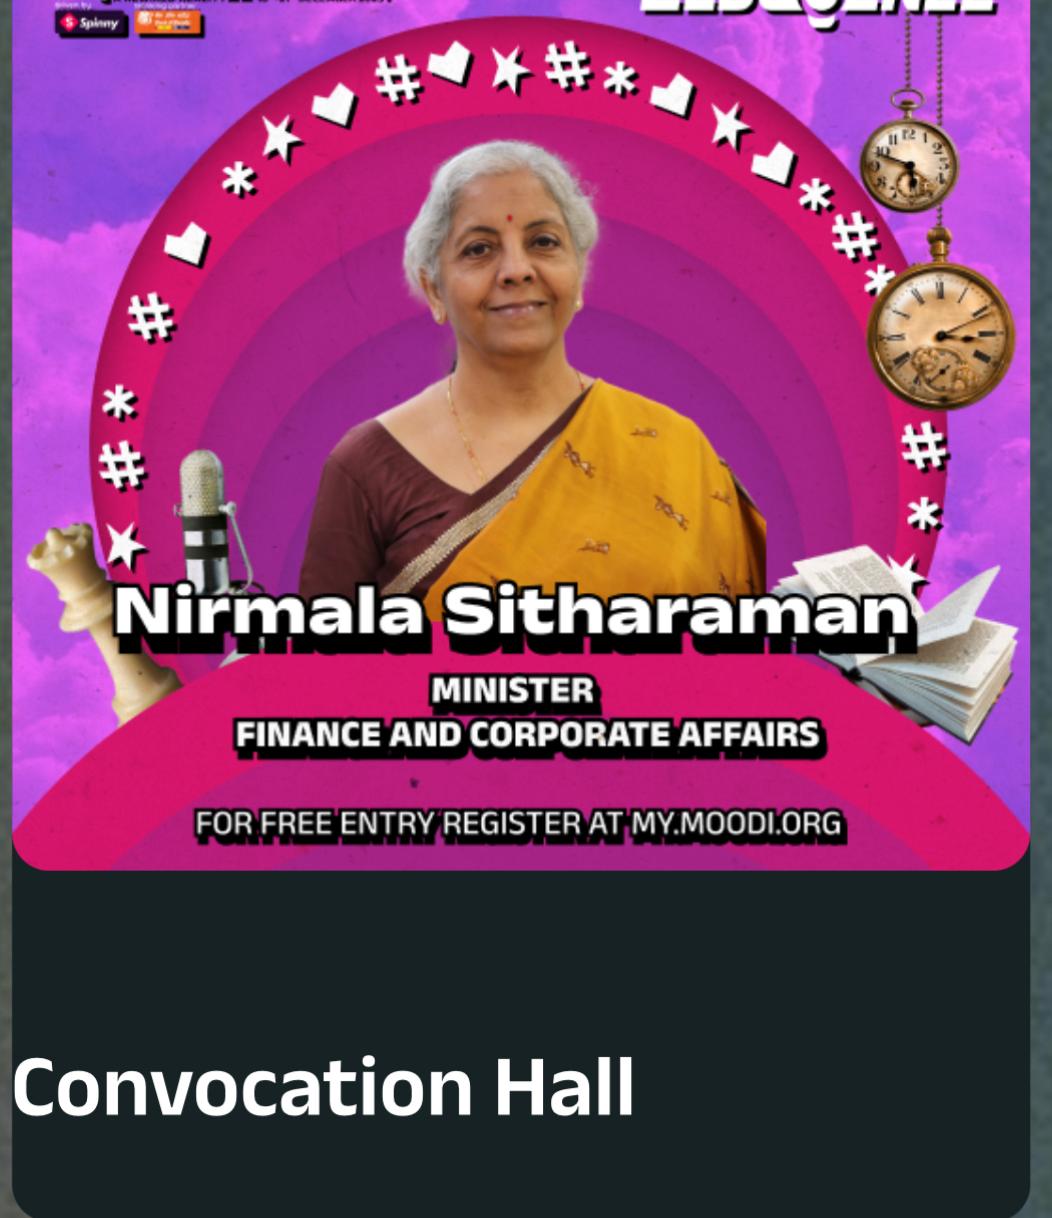 Spinny
Nirmala Sitharaman
MINISTER
FINANCE AND CORPORATE AFFAIRS
FOR FREE ENTRY REGISTER AT MY.MOODI.ORG
Convocation Hall